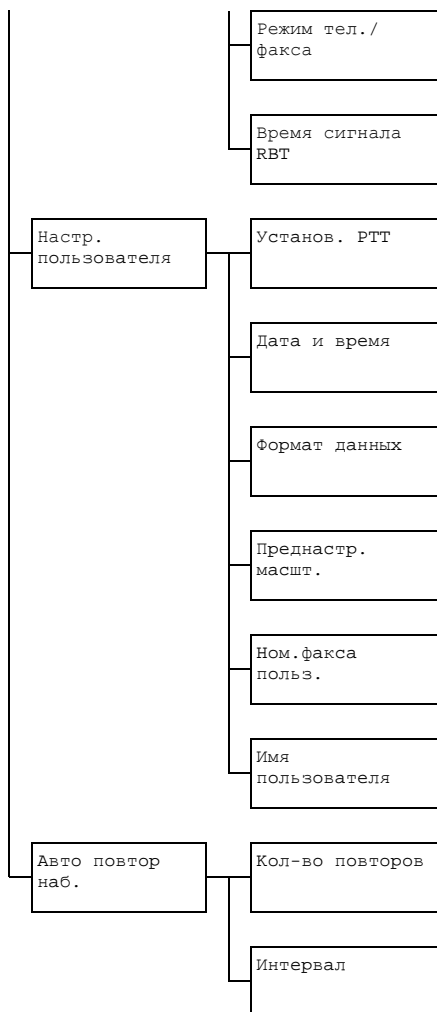 Режим тел./
факса
Время сигнала
RBT
Настр.
пользователя
Установ. PTT
Дата и время
Формат данных
Преднастр.
масшт.
Ном.факса
польз.
Имя
пользователя
Авто повтор
наб.
Кол-во повторов
Интервал